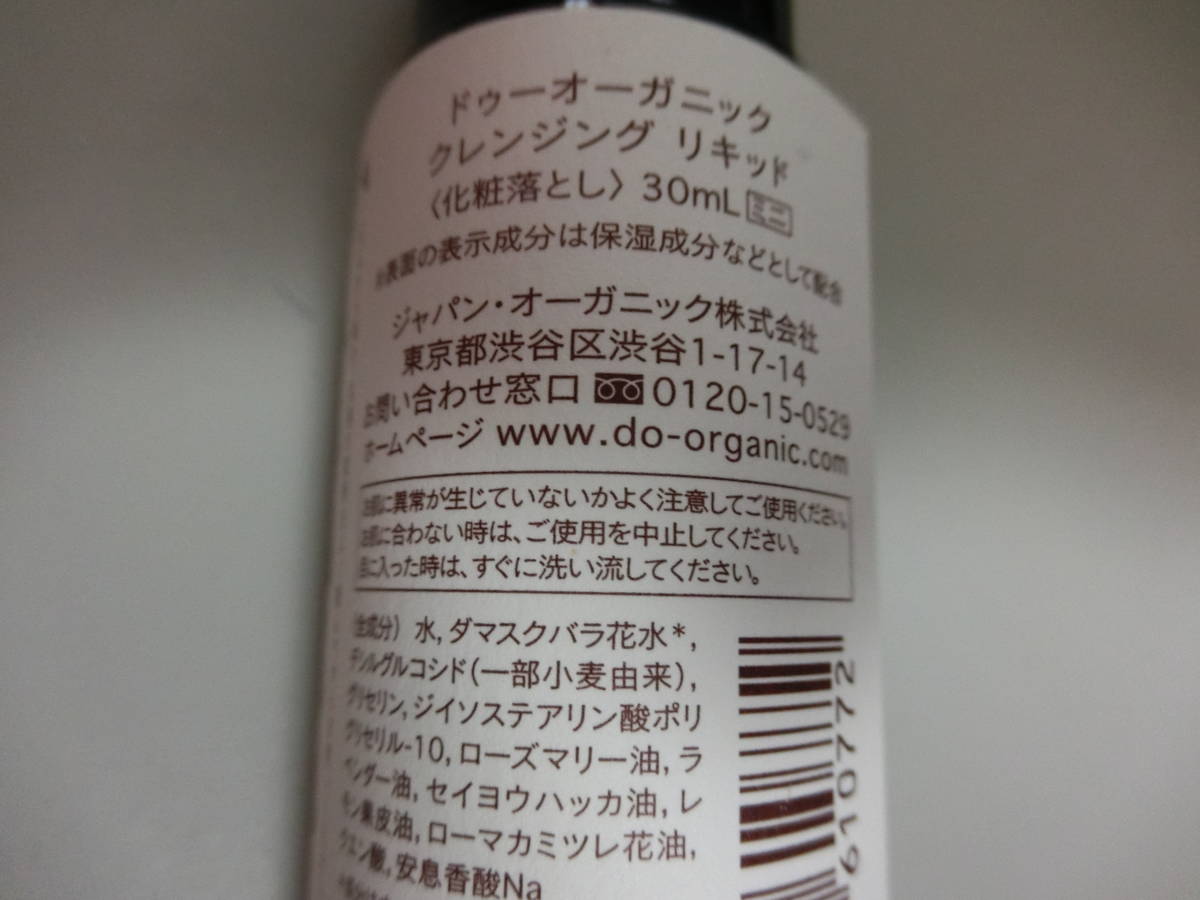 ドゥーオーガニック
クレンジング リキッド
〈化粧落とし〉 30mL ミニ
※表面の表示成分は保湿成分などとして配合
ジャパン・オーガニック株式会社
東京都渋谷区渋谷1-17-14
お問い合わせ窓口 0120-15-0529
ホームページ www.do-organic.com
お肌に異常が生じていないかよく注意してご使用ください。
お肌に合わない時は、ご使用を中止してください。
目に入った時は、すぐに洗い流してください。
〈全成分〉 水, ダマスクバラ花水*,
デシルグルコシド(一部小麦由来),
グリセリン, ジイソステアリン酸ポリ
グリセリル-10, ローズマリー油, ラ
ベンダー油, セイヨウハッカ油, レ
モン果皮油, ローマカミツレ花油,
クエン酸, 安息香酸Na
610772